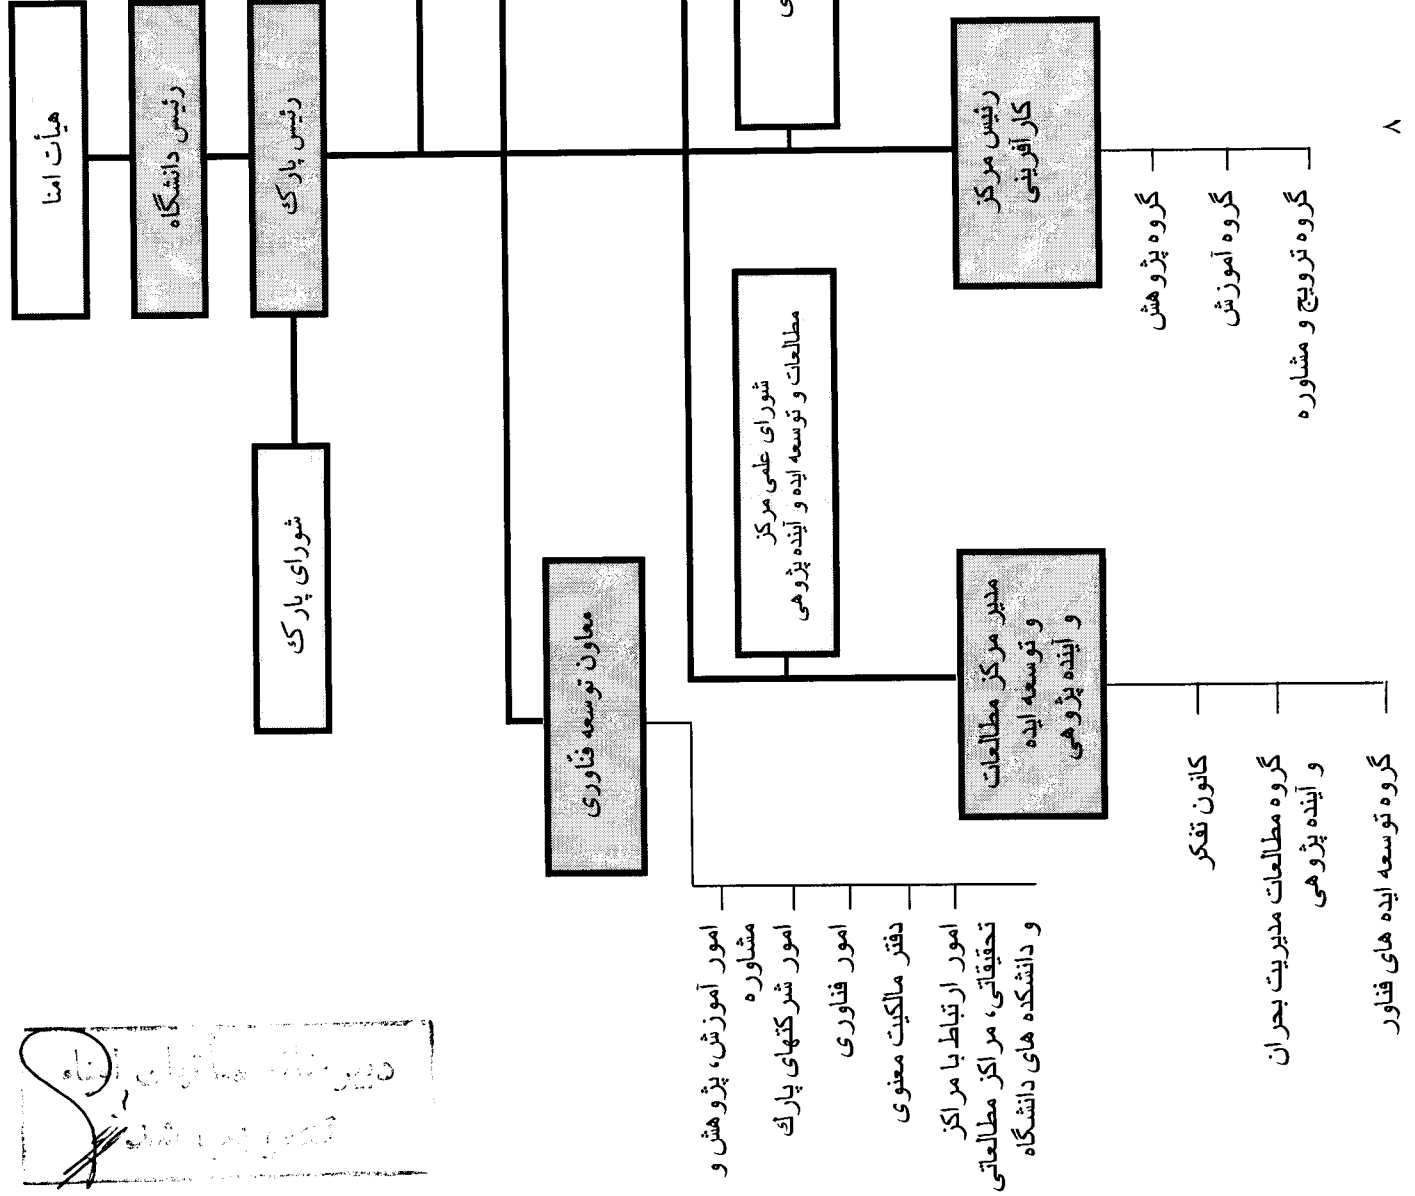 هیأت امنا
رئیس دانشگاه
رئیس پارک
شورای پارک
معاون توسعه فناوری
امور آموزش، پژوهش و
مشاوره
امور شرکتهای پارک
امور فناوری
دفتر مالکیت معنوی
امور ارتباط با مراکز
تحقیقاتی، مراکز مطالعاتی
و دانشکده های دانشگاه
شورای علمی مرکز
مطالعات و توسعه ایده و آینده پژوهی
رئیس مرکز
کارآفرینی
گروه پژوهش
گروه آموزش
گروه ترویج و مشاوره
مدیر مرکز مطالعات
و توسعه ایده
و آینده پژوهی
کانون تفکر
گروه مطالعات مدیریت بحران
و آینده پژوهی
گروه توسعه ایده های فناور
۸